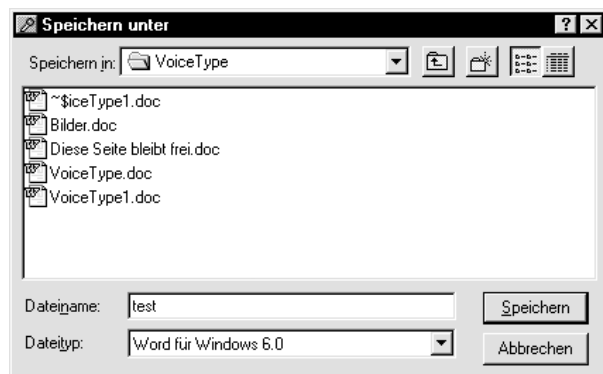 Speichern unter
Speichern in: VoiceType
~$iceType1.doc
Bilder.doc
Diese Seite bleibt frei.doc
VoiceType.doc
VoiceType1.doc
Dateiname: test Speichern
Dateityp: Word für Windows 6.0 Abbrechen